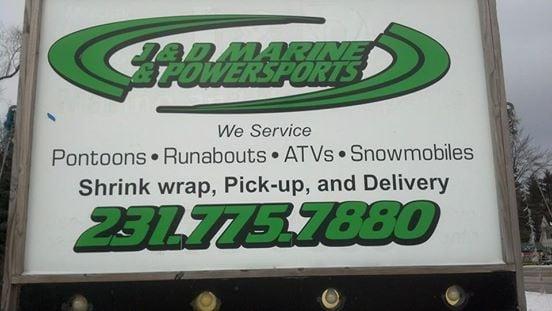 J & D MARINE
& POWERSPORTS
We Service
Pontoons • Runabouts • ATVs • Snowmobiles
Shrink wrap, Pick-up, and Delivery
231.775.7880